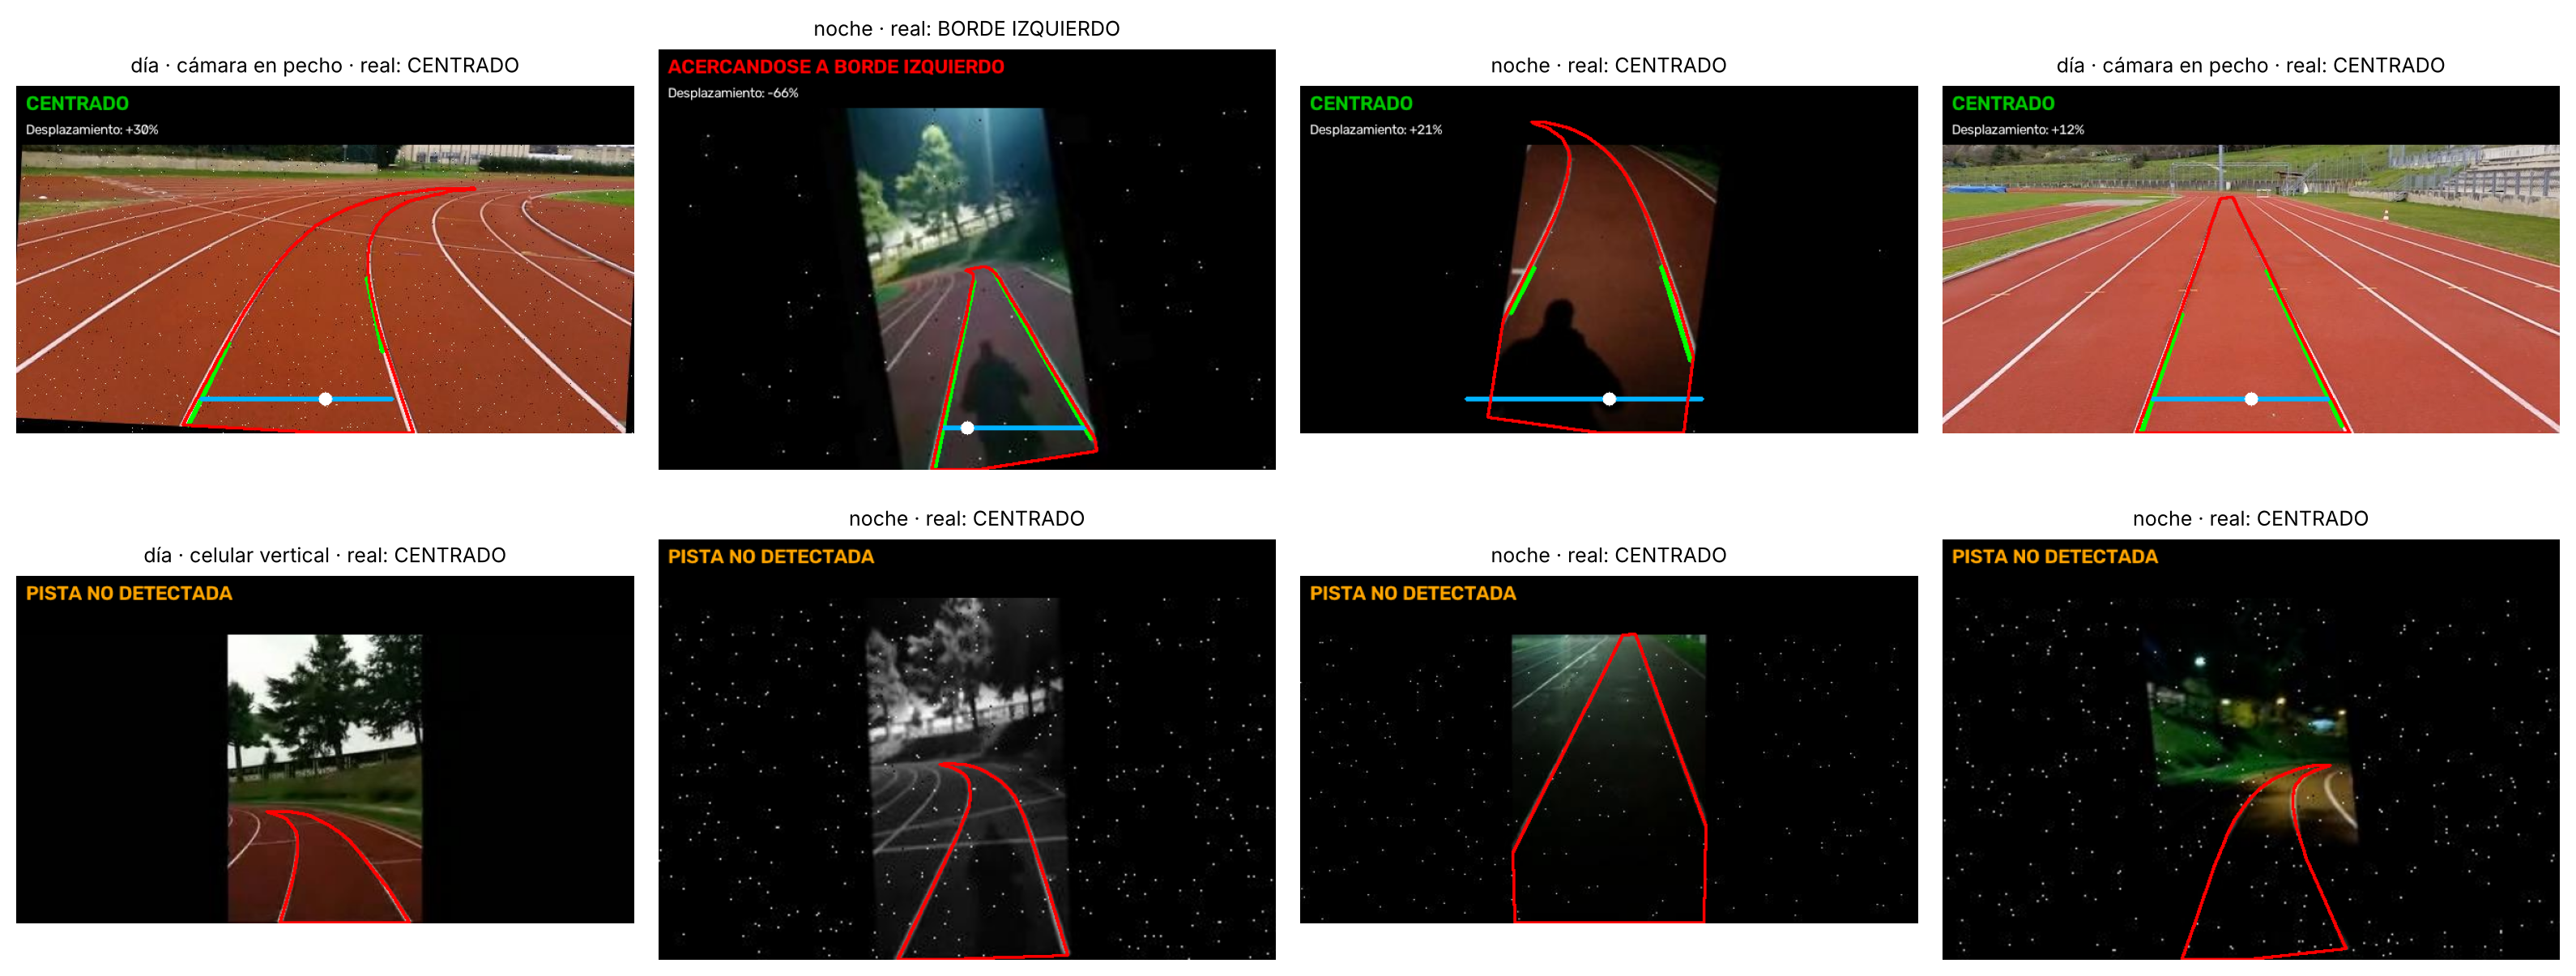 día · cámara en pecho · real: CENTRADO
CENTRADO
Desplazamiento: +30%
noche · real: BORDE IZQUIERDO
ACERCANDOSE A BORDE IZQUIERDO
Desplazamiento: -66%
noche · real: CENTRADO
CENTRADO
Desplazamiento: +21%
día · cámara en pecho · real: CENTRADO
CENTRADO
Desplazamiento: +12%
día · celular vertical · real: CENTRADO
PISTA NO DETECTADA
noche · real: CENTRADO
PISTA NO DETECTADA
noche · real: CENTRADO
PISTA NO DETECTADA
noche · real: CENTRADO
PISTA NO DETECTADA